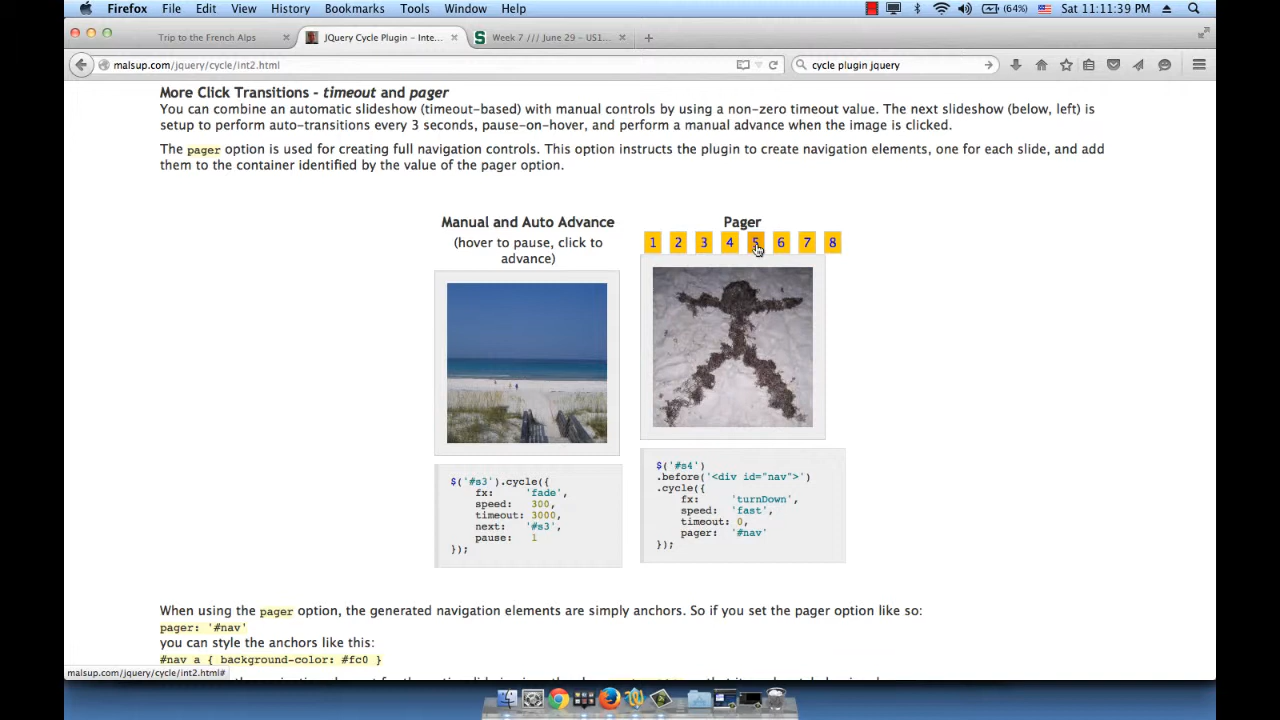 Firefox File Edit View History Bookmarks Tools Window Help (64%) Sat 11:11:39 PM
Trip to the French Alps × JQuery Cycle Plugin - Inte... × S Week 7 /// June 29 – US1... × +
malsup.com/jquery/cycle/int2.html cycle plugin jquery
More Click Transitions - timeout and pager
You can combine an automatic slideshow (timeout-based) with manual controls by using a non-zero timeout value. The next slideshow (below, left) is
setup to perform auto-transitions every 3 seconds, pause-on-hover, and perform a manual advance when the image is clicked.
The pager option is used for creating full navigation controls. This option instructs the plugin to create navigation elements, one for each slide, and add
them to the container identified by the value of the pager option.
Manual and Auto Advance
(hover to pause, click to
advance)
$('#s3').cycle({
fx: 'fade',
speed: 300,
timeout: 3000,
next: '#s3',
pause: 1
});
Pager
1 2 3 4 5 6 7 8
$('#s4')
.before('<div id="nav">')
.cycle({
fx: 'turnDown',
speed: 'fast',
timeout: 0,
pager: '#nav'
});
When using the pager option, the generated navigation elements are simply anchors. So if you set the pager option like so:
pager: '#nav'
you can style the anchors like this:
#nav a { background-color: #fc0 }
malsup.com/jquery/cycle/int2.html#